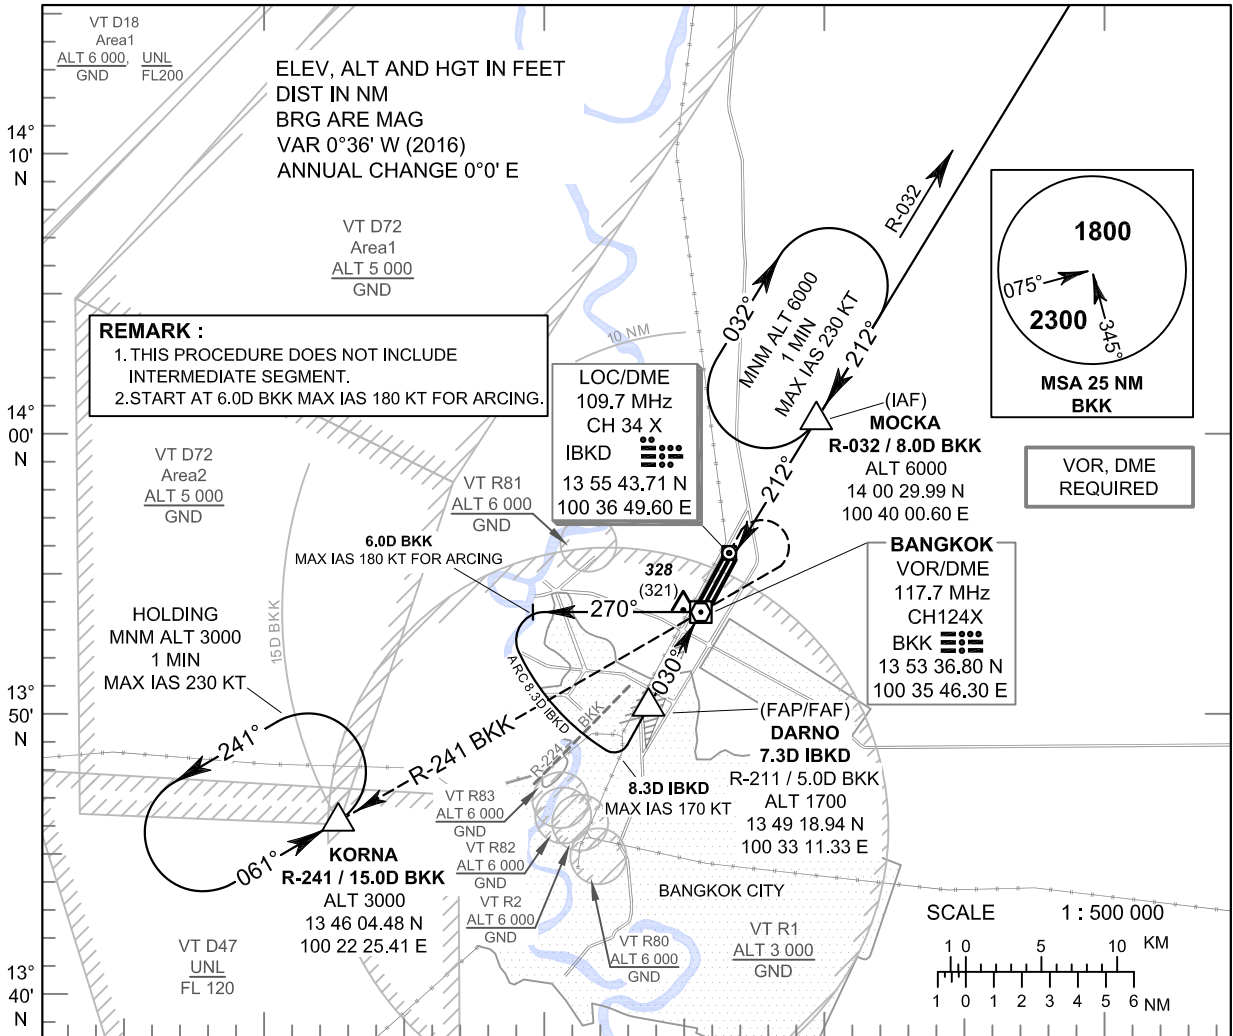 VT D18
Area1
ALT 6 000, UNL
GND FL200
ELEV, ALT AND HGT IN FEET
DIST IN NM
BRG ARE MAG
VAR 0°36' W (2016)
ANNUAL CHANGE 0°0' E
14°
10'
N
VT D72
Area1
ALT 5 000
GND
R-032
032°
MNM ALT 6000
1 MIN
MAX IAS 230 KT
212°
1800
075°
2300
345°
MSA 25 NM
BKK
REMARK :
1. THIS PROCEDURE DOES NOT INCLUDE
INTERMEDIATE SEGMENT.
2. START AT 6.0D BKK MAX IAS 180 KT FOR ARCING.
10 NM
LOC/DME
109.7 MHz
CH 34 X
IBKD
13 55 43.71 N
100 36 49.60 E
(IAF)
MOCKA
R-032 / 8.0D BKK
ALT 6000
14 00 29.99 N
100 40 00.60 E
212°
14°
00'
N
VT D72
Area2
ALT 5 000
GND
VT R81
ALT 6 000
GND
VOR, DME
REQUIRED
6.0D BKK
MAX IAS 180 KT FOR ARCING
328
(321)
BANGKOK
VOR/DME
117.7 MHz
CH124X
BKK
13 53 36.80 N
100 35 46.30 E
270°
HOLDING
MNM ALT 3000
1 MIN
MAX IAS 230 KT
15D BKK
ARC 8.3D IBKD
030°
13°
50'
N
(FAP/FAF)
DARNO
7.3D IBKD
R-211 / 5.0D BKK
ALT 1700
13 49 18.94 N
100 33 11.33 E
241°
R-241 BKK
R-224 BKK
8.3D IBKD
MAX IAS 170 KT
VT R83
ALT 6 000
GND
061°
KORNA
R-241 / 15.0D BKK
ALT 3000
13 46 04.48 N
100 22 25.41 E
VT R82
ALT 6 000
GND
VT R2
ALT 6 000
GND
BANGKOK CITY
VT R80
ALT 6 000
GND
VT R1
ALT 3 000
GND
VT D47
UNL
FL 120
SCALE 1 : 500 000
1 0 5 10 KM
1 0 1 2 3 4 5 6 NM
13°
40'
N